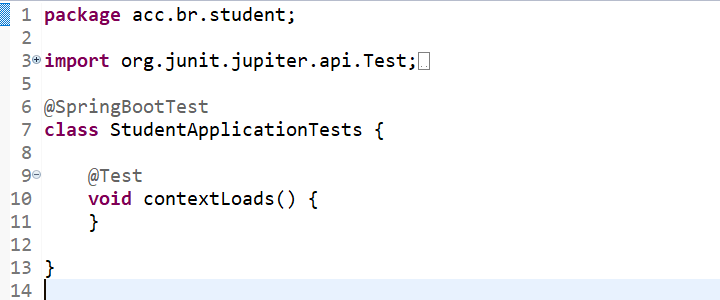 1 package acc.br.student;
2
3 import org.junit.jupiter.api.Test;
5
6 @SpringBootTest
7 class StudentApplicationTests {
8
9 @Test
10 void contextLoads() {
11 }
12
13 }
14